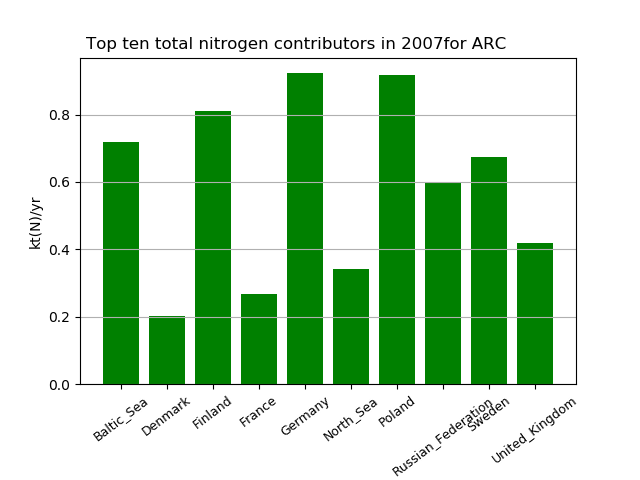 Top ten total nitrogen contributors in 2007for ARC
kt(N)/yr
0.8
0.6
0.4
0.2
0.0
Baltic_Sea
Denmark
Finland
France
Germany
North_Sea
Poland
Russian_Federation
Sweden
United_Kingdom